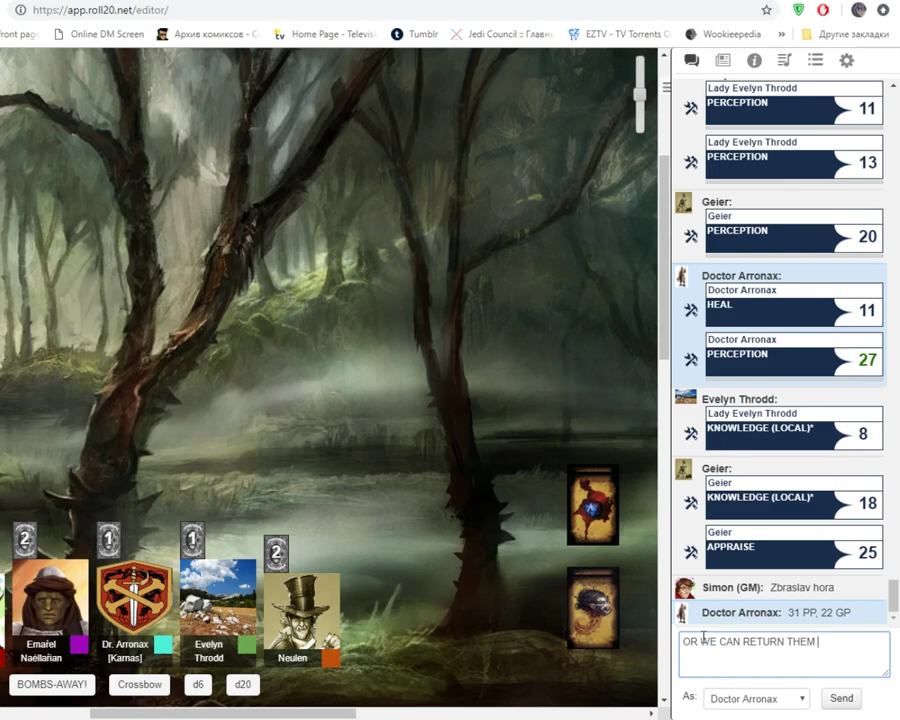 https://app.roll20.net/editor/
front page
Online DM Screen
Архив комиксов - С
Home Page - Televis
Tumblr
Jedi Council :: Главн
EZTV - TV Torrents O
Wookieepedia
»
Другие закладки
Lady Evelyn Throdd
PERCEPTION
11
Lady Evelyn Throdd
PERCEPTION
13
Geier:
Geier
PERCEPTION
20
Doctor Arronax:
Doctor Arronax
HEAL
11
Doctor Arronax
PERCEPTION
27
Evelyn Throdd:
Lady Evelyn Throdd
KNOWLEDGE (LOCAL)*
8
Geier:
Geier
KNOWLEDGE (LOCAL)*
18
Geier
APPRAISE
25
Simon (GM): Zbraslav hora
Doctor Arronax: 31 PP, 22 GP
OR WE CAN RETURN THEM
As: Doctor Arronax
Send
2
1
1
2
Emařel
Naëllařian
Dr. Arronax
[Karnas]
Evelyn
Throdd
Neulen
BOMBS-AWAY!
Crossbow
d6
d20